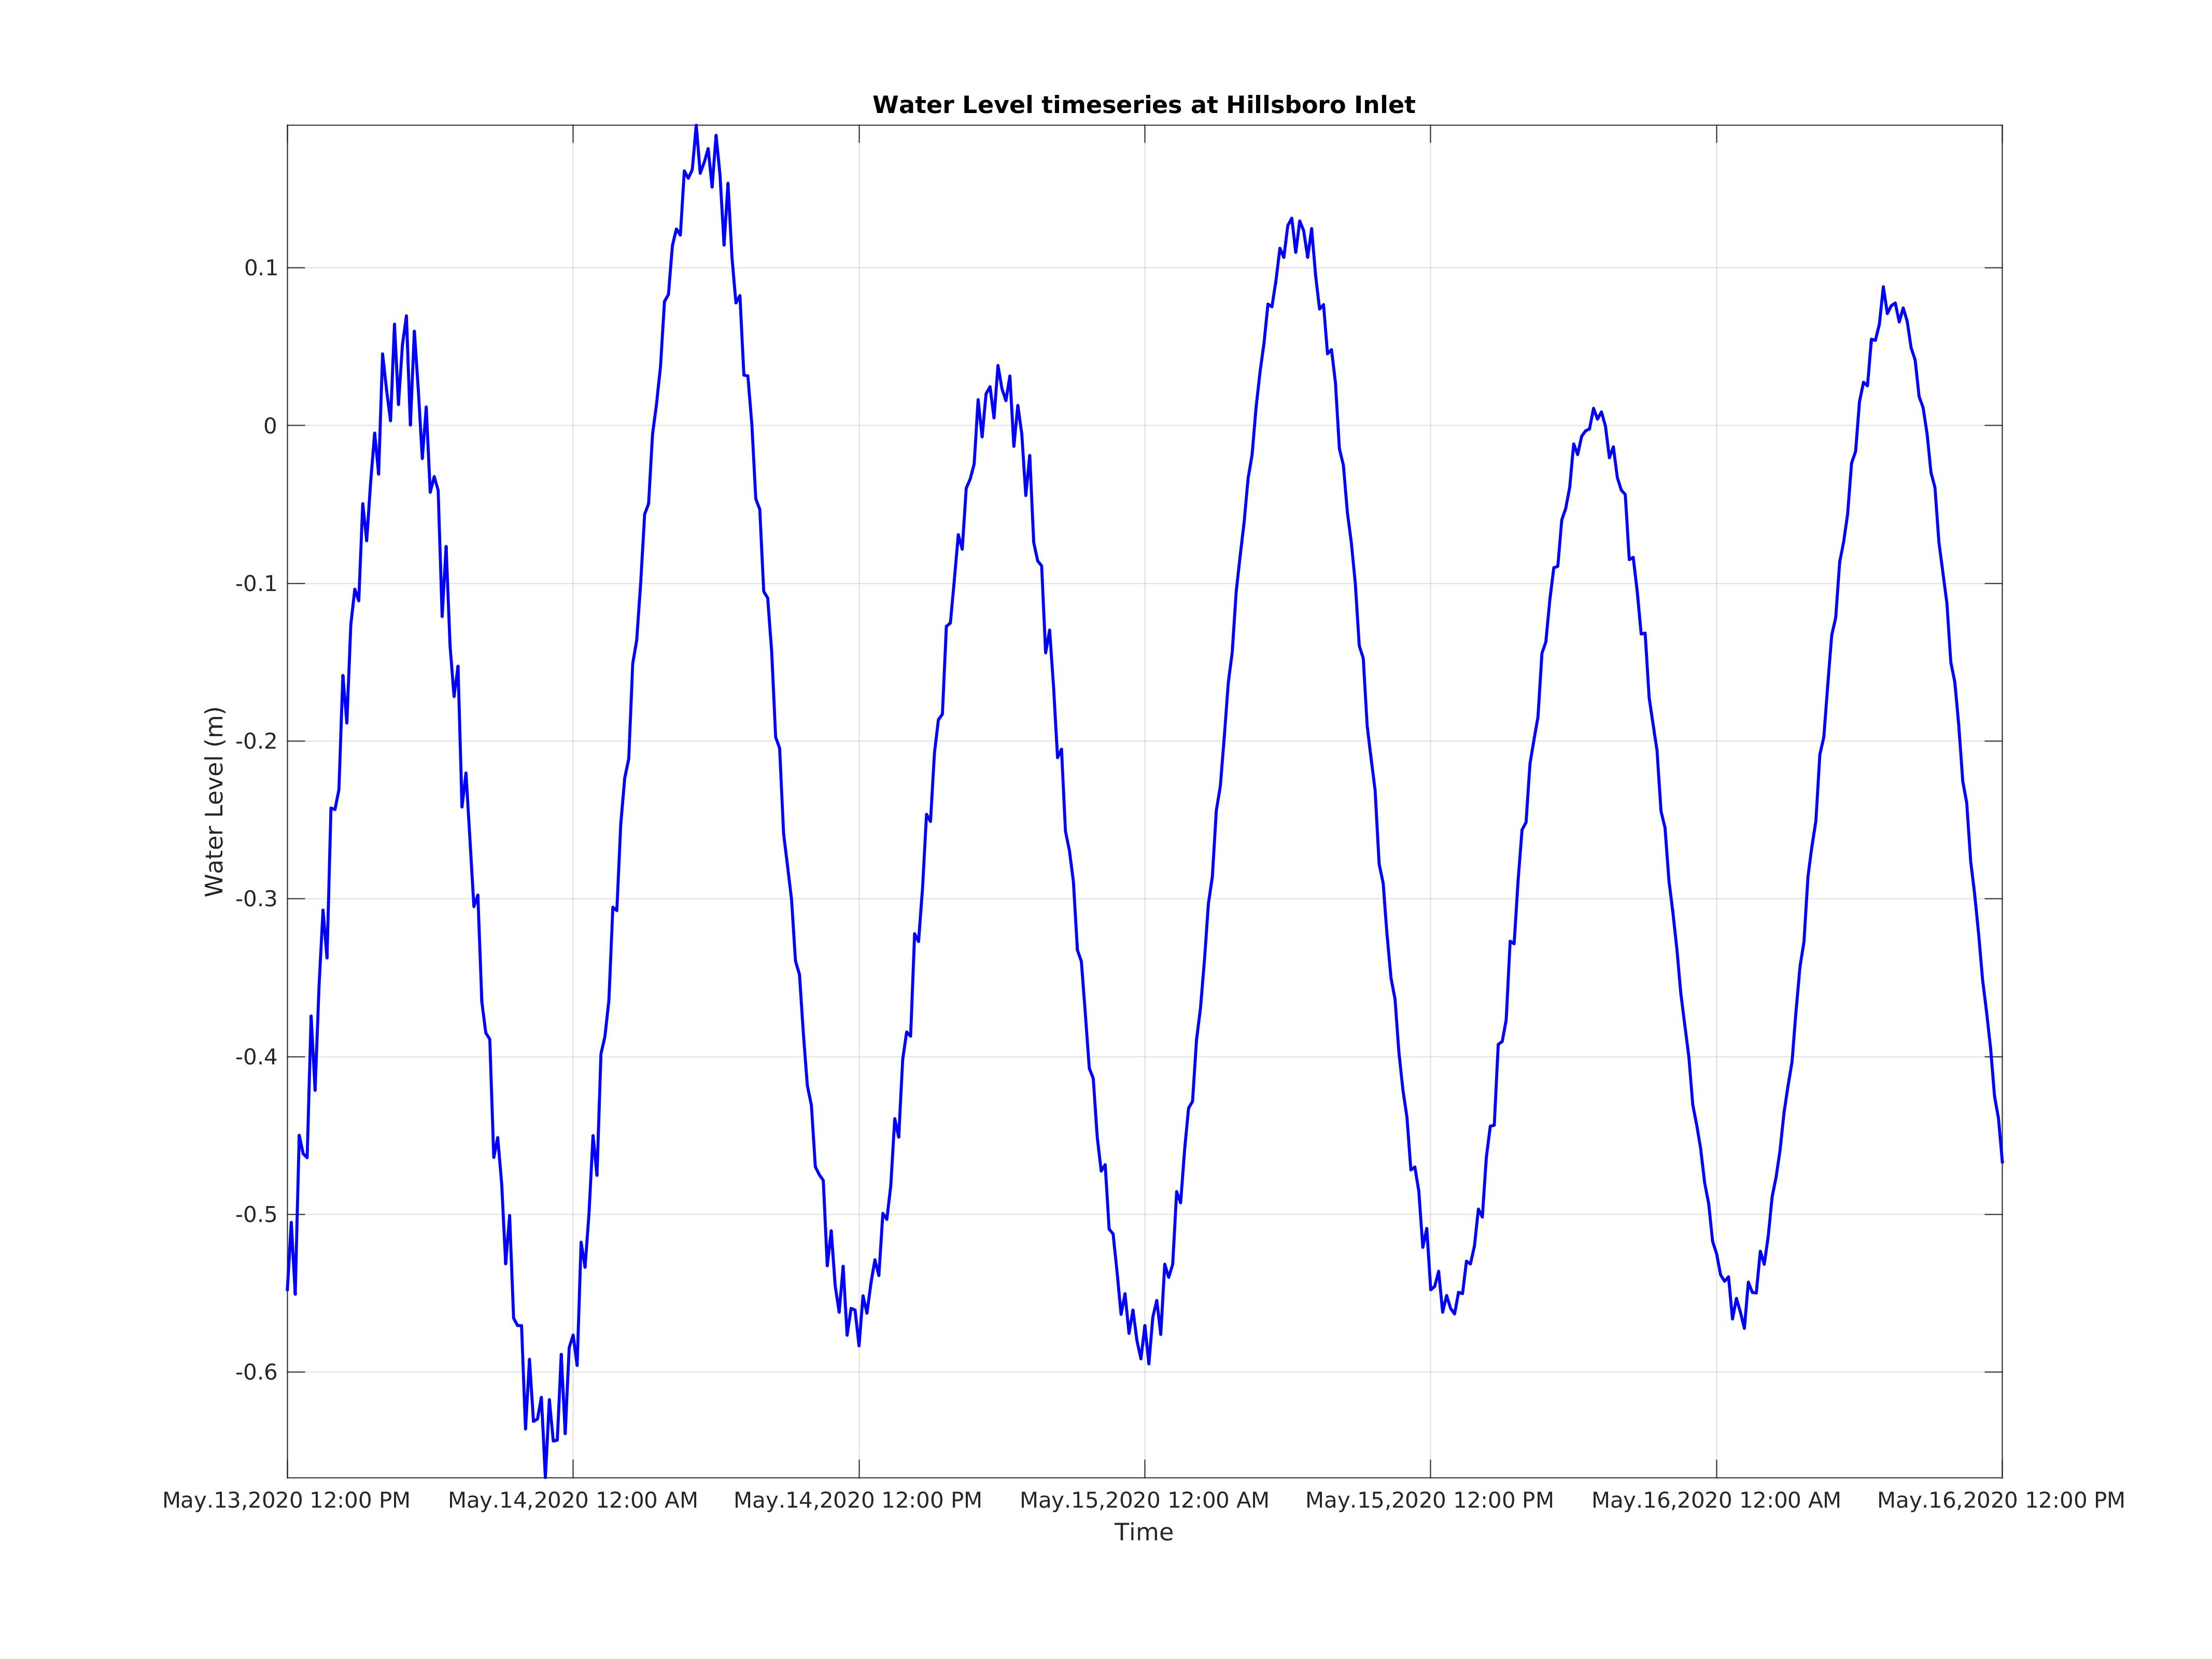 Water Level timeseries at Hillsboro Inlet
Water Level (m)
0.1
0
-0.1
-0.2
-0.3
-0.4
-0.5
-0.6
May.13,2020 12:00 PM
May.14,2020 12:00 AM
May.14,2020 12:00 PM
May.15,2020 12:00 AM
May.15,2020 12:00 PM
May.16,2020 12:00 AM
May.16,2020 12:00 PM
Time